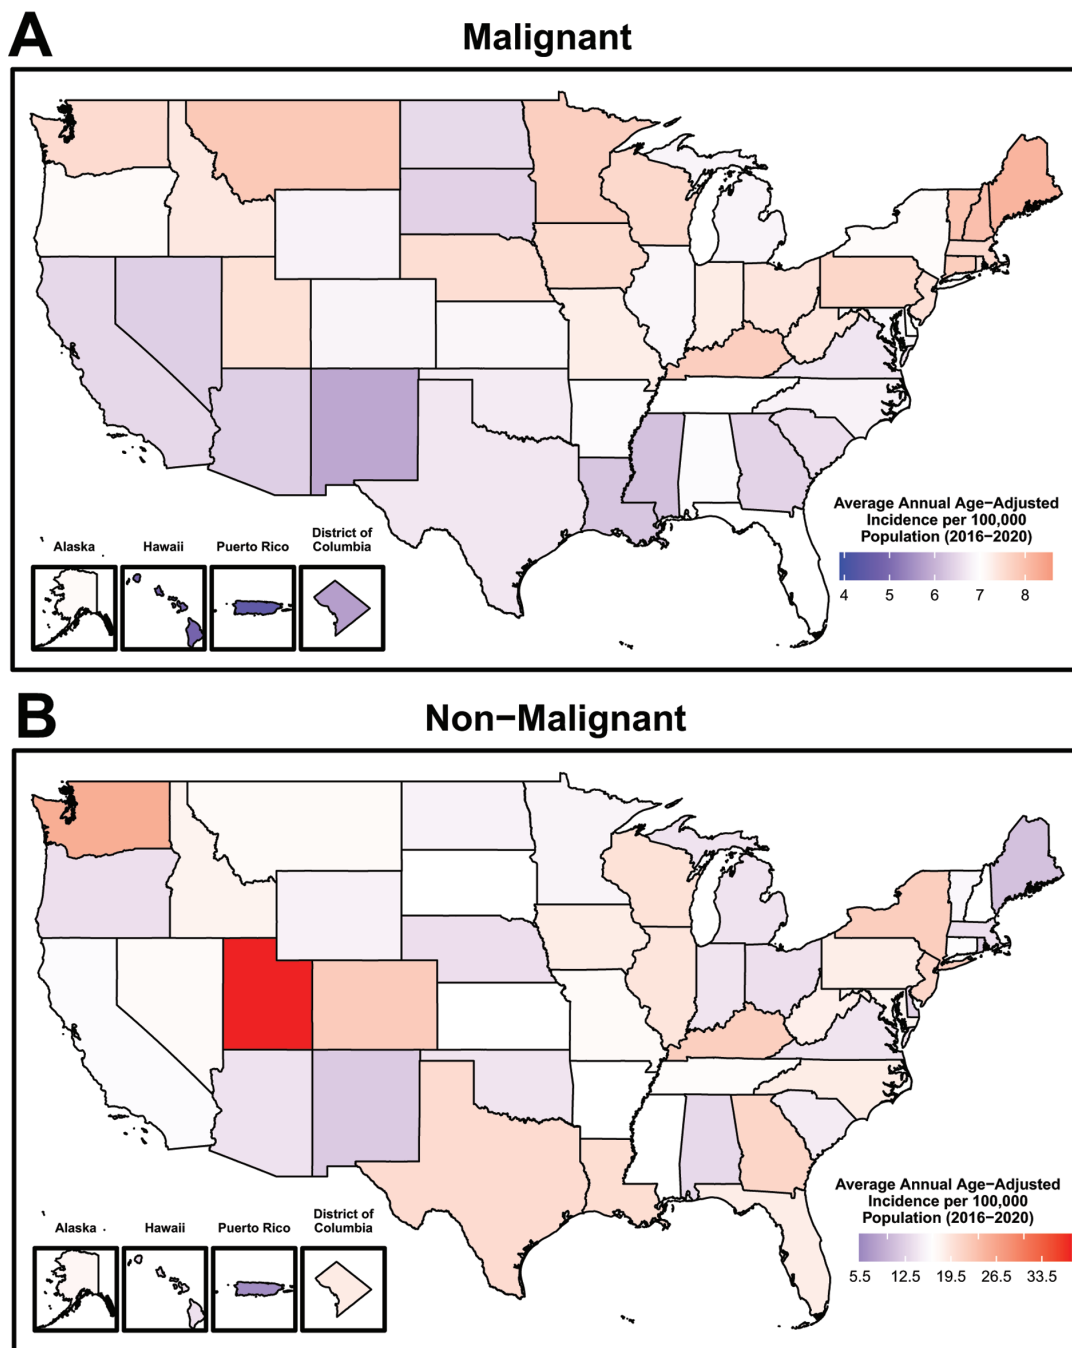 A
Malignant
Average Annual Age−Adjusted
Incidence per 100,000
Population (2016−2020)
4 5 6 7 8
Alaska
Hawaii
Puerto Rico
District of
Columbia
B
Non−Malignant
Average Annual Age−Adjusted
Incidence per 100,000
Population (2016−2020)
5.5 12.5 19.5 26.5 33.5
Alaska
Hawaii
Puerto Rico
District of
Columbia